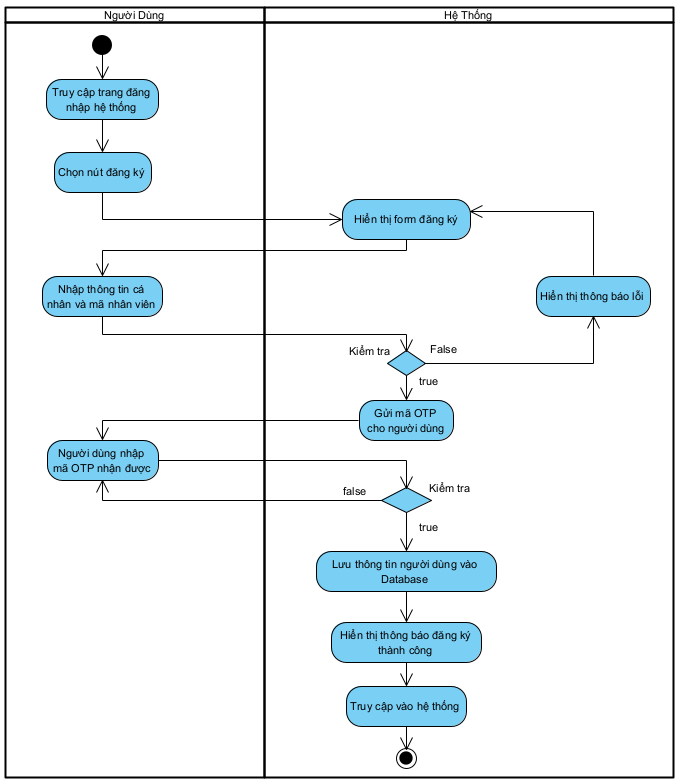 Người Dùng
Hệ Thống
Truy cập trang đăng
nhập hệ thống
Chọn nút đăng ký
Hiển thị form đăng ký
Nhập thông tin cá
nhân và mã nhân viên
Hiển thị thông báo lỗi
Kiểm tra
False
true
Gửi mã OTP
cho người dùng
Người dùng nhập
mã OTP nhận được
false
Kiểm tra
true
Lưu thông tin người dùng vào
Database
Hiển thị thông báo đăng ký
thành công
Truy cập vào hệ thống